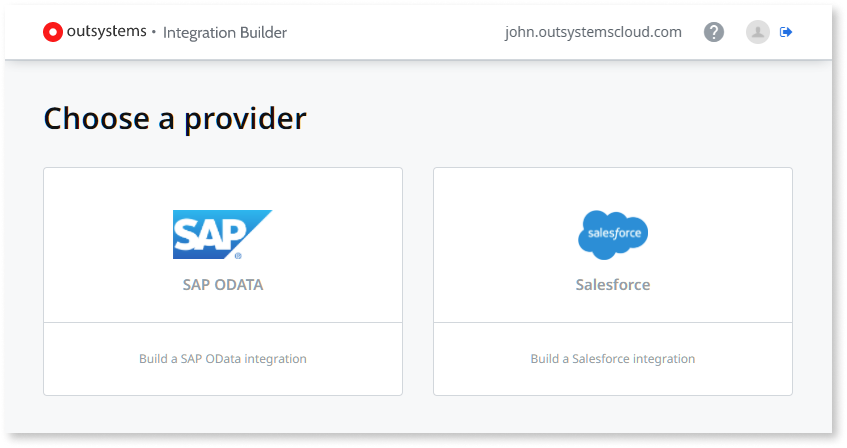 outsystems • Integration Builder
john.outsystemscloud.com
?
Choose a provider
SAP®
SAP ODATA
Build a SAP OData integration
salesforce
Salesforce
Build a Salesforce integration